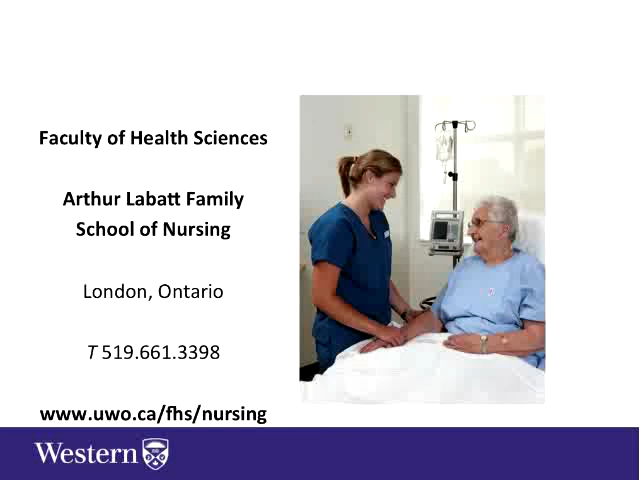 Faculty of Health Sciences
Arthur Labatt Family
School of Nursing
London, Ontario
T 519.661.3398
www.uwo.ca/fhs/nursing
Western